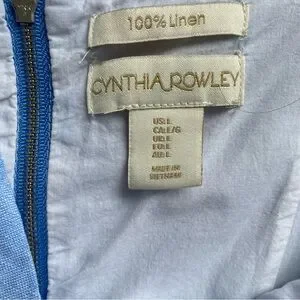 100% Linen
CYNTHIA ROWLEY
US: L
CA: L/G
UK: L
EU: L
AU: L
MADE IN
VIETNAM